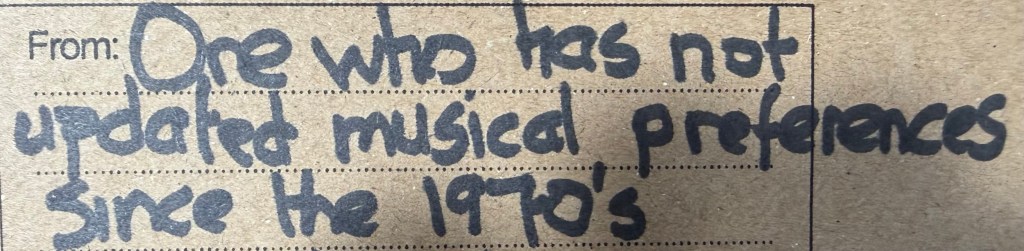 From: One who has not
updated musical preferences
since the 1970's